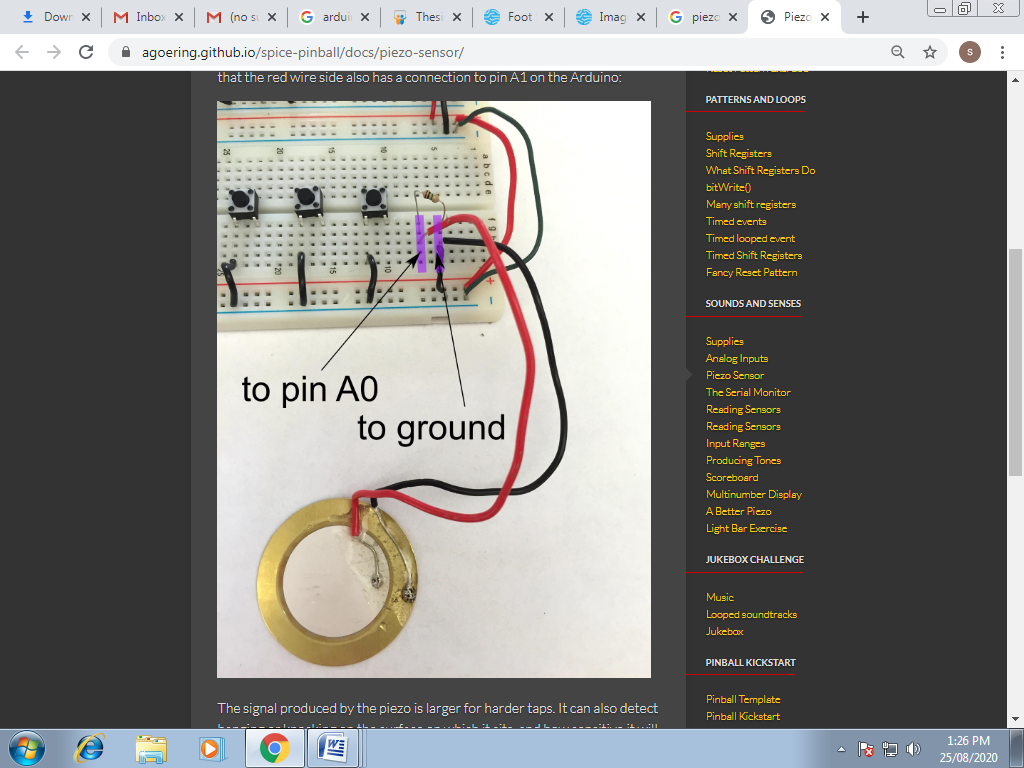 Down
Inbox
(no su
ardui
Thesi
Foot
Imag
piezo
Piezo
agoering.github.io/spice-pinball/docs/piezo-sensor/
s
that the red wire side also has a connection to pin A1 on the Arduino:
to pin A0
to ground
The signal produced by the piezo is larger for harder taps. It can also detect
PATTERNS AND LOOPS
Supplies
Shift Registers
What Shift Registers Do
bitWrite()
Many shift registers
Timed events
Timed looped event
Timed Shift Registers
Fancy Reset Pattern
SOUNDS AND SENSES
Supplies
Analog Inputs
Piezo Sensor
The Serial Monitor
Reading Sensors
Reading Sensors
Input Ranges
Producing Tones
Scoreboard
Multinumber Display
A Better Piezo
Light Bar Exercise
JUKEBOX CHALLENGE
Music
Looped soundtracks
Jukebox
PINBALL KICKSTART
Pinball Template
Pinball Kickstart
1:26 PM
25/08/2020